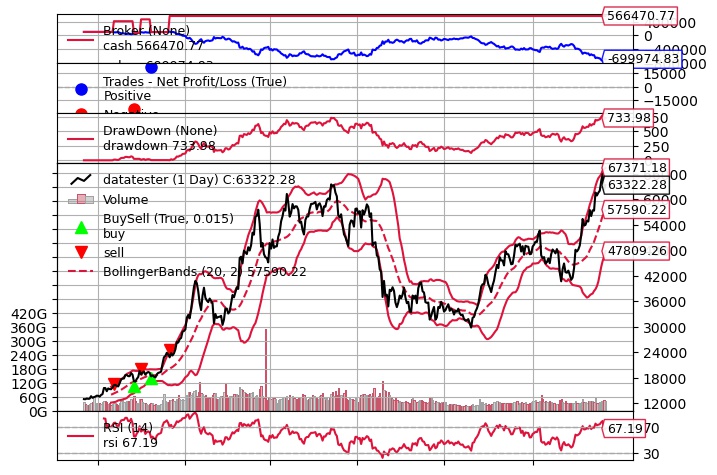 Broker (None)
cash 566470.77
566470.77
0
-699974.83
Trades - Net Profit/Loss (True)
Positive
15000
0
−15000
DrawDown (None)
drawdown 733.98
733.98
500
250
0
datatester (1 Day) C:63322.28
Volume
BuySell (True, 0.015)
buy
sell
BollingerBands (20, 2) 57590.22
67371.18
63322.28
57590.22
54000
47809.26
42000
36000
30000
24000
18000
12000
420G
360G
300G
240G
180G
120G
60G
0G
RSI (14)
rsi 67.19
67.19
70
30